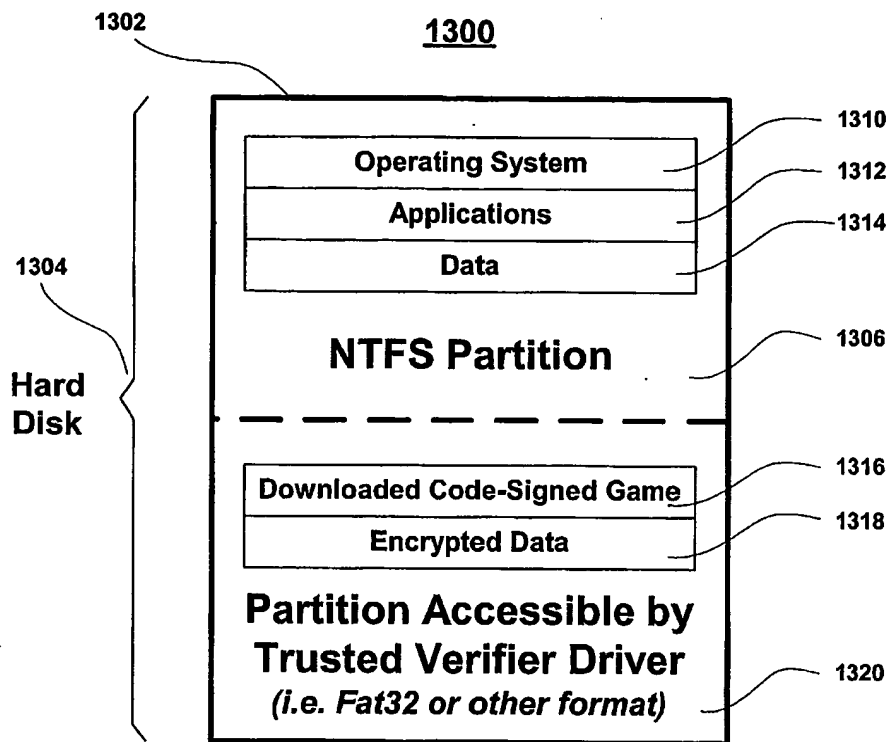 1300
1302
1310
Operating System
1312
Applications
1314
Data
1304
NTFS Partition
1306
Hard
Disk
1316
Downloaded Code-Signed Game
1318
Encrypted Data
Partition Accessible by
Trusted Verifier Driver
1320
(i.e. Fat32 or other format)